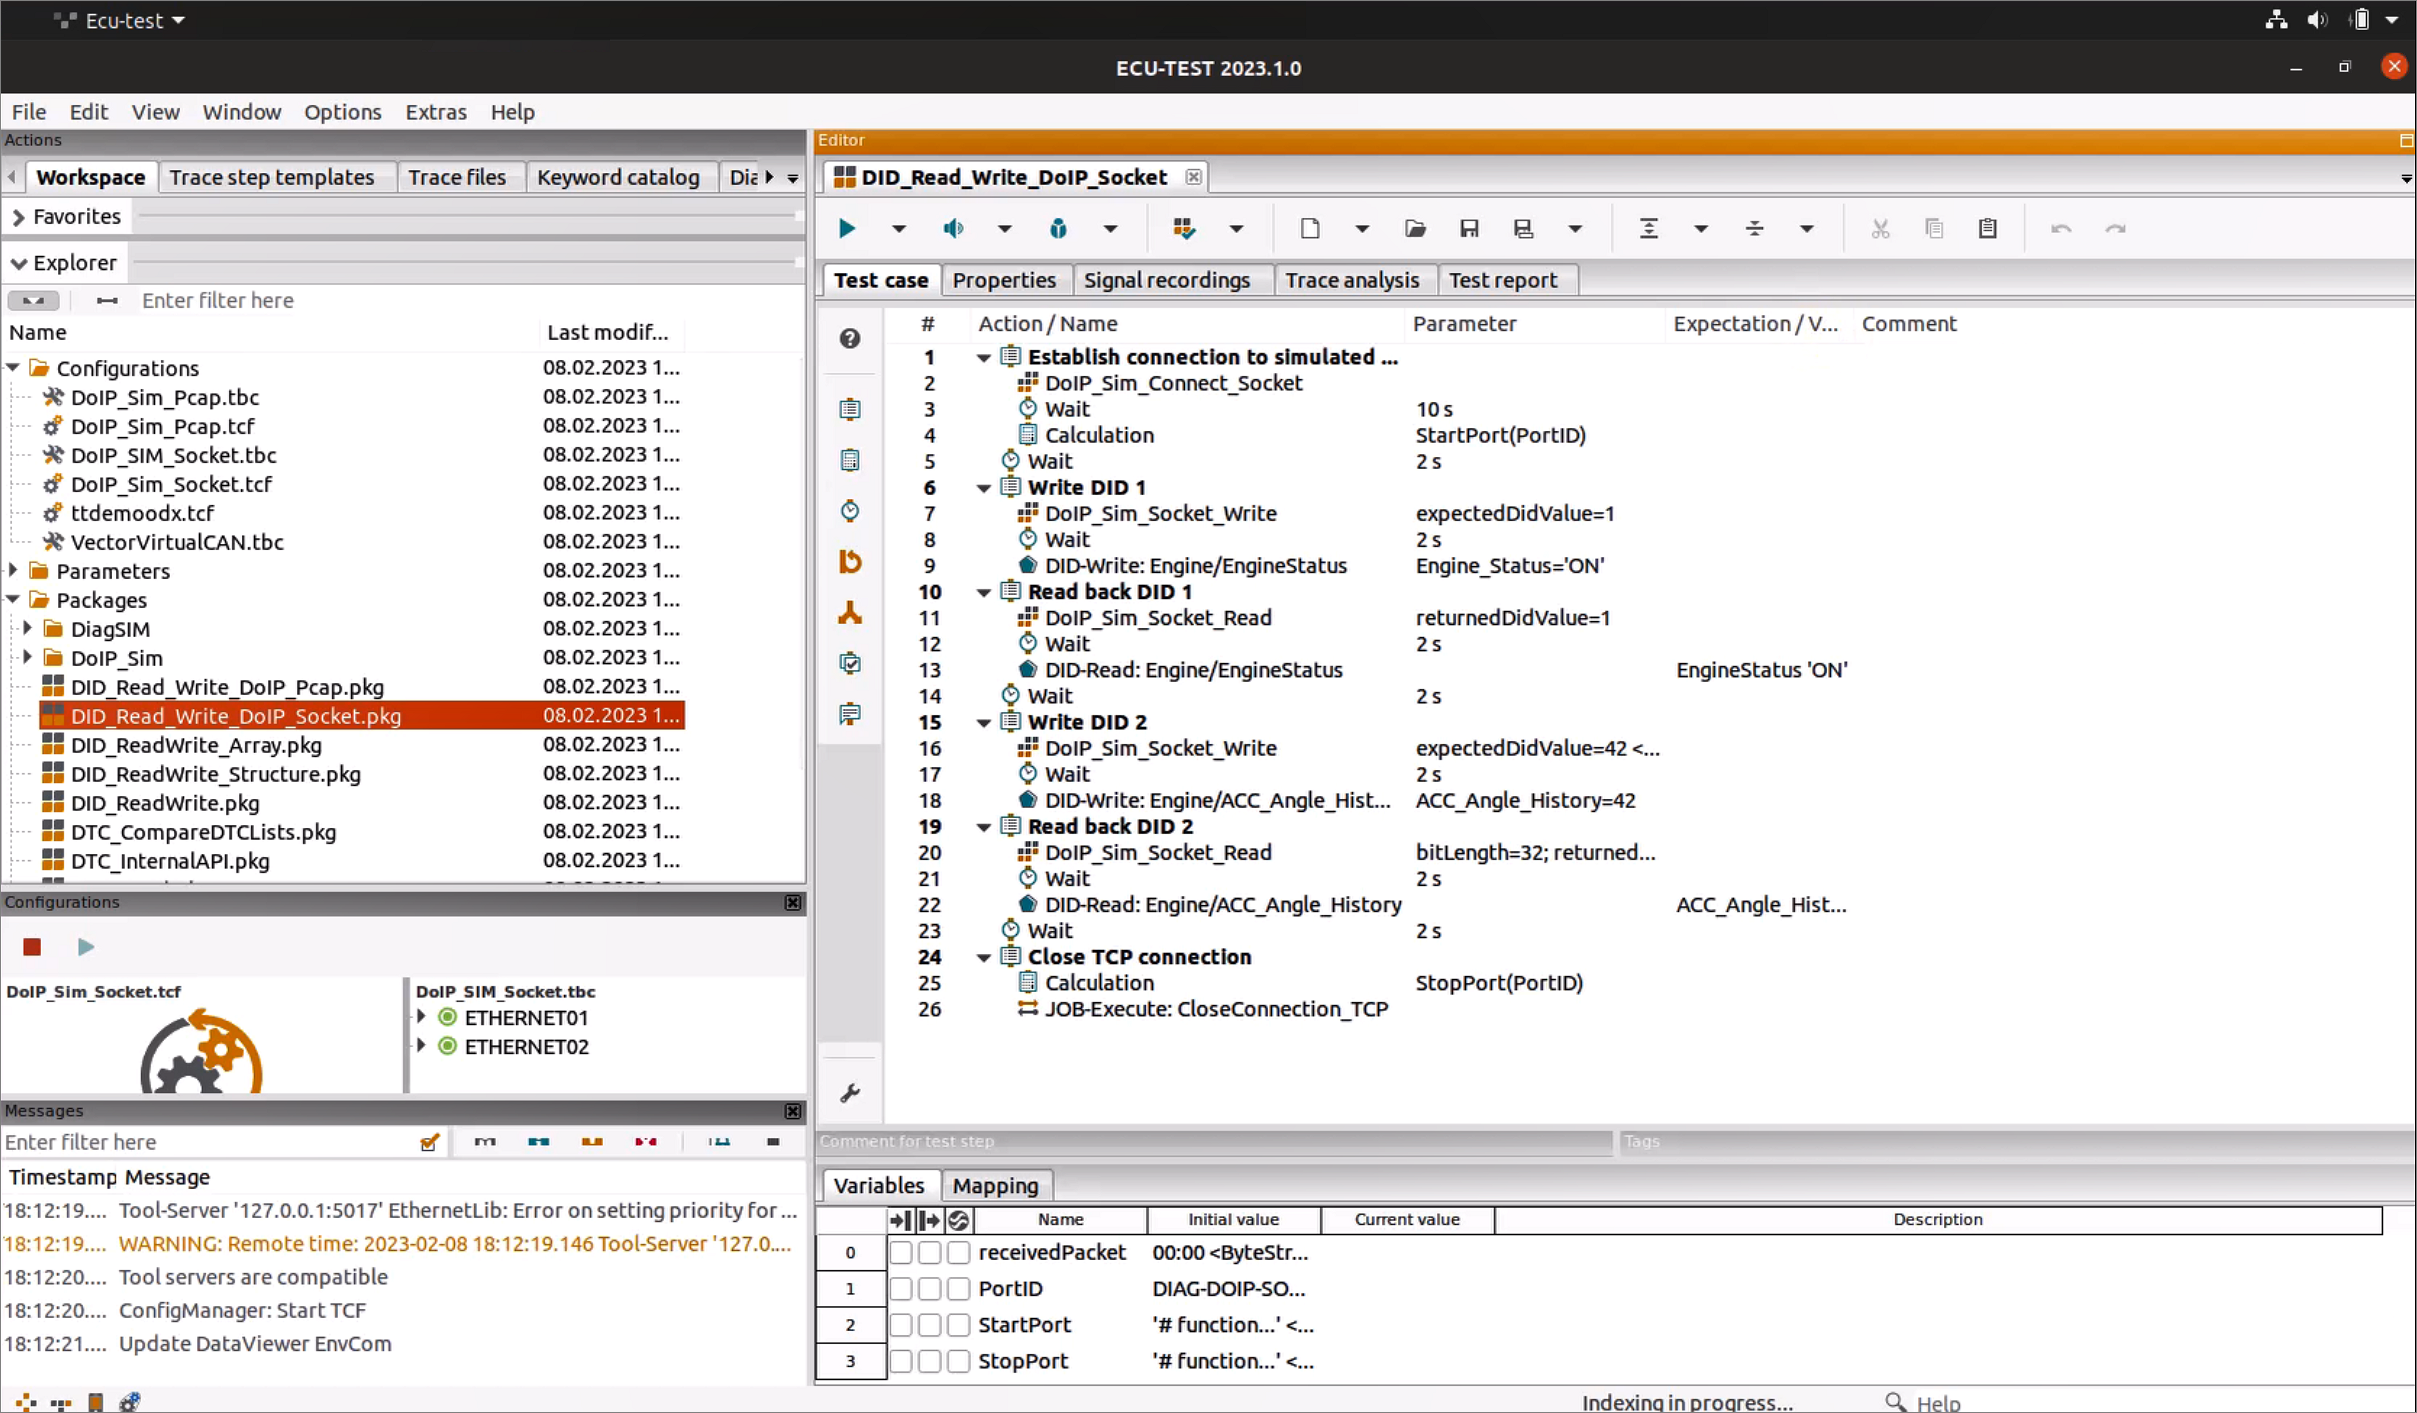 Ecu-test
ECU-TEST 2023.1.0
File Edit View Window Options Extras Help
Actions
Workspace Trace step templates Trace files Keyword catalog Dia
Favorites
Explorer
Enter filter here
Name Last modif...
Configurations 08.02.2023 1...
DoIP_Sim_Pcap.tbc 08.02.2023 1...
DoIP_Sim_Pcap.tcf 08.02.2023 1...
DoIP_SIM_Socket.tbc 08.02.2023 1...
DoIP_Sim_Socket.tcf 08.02.2023 1...
ttdemoodx.tcf 08.02.2023 1...
VectorVirtualCAN.tbc 08.02.2023 1...
Parameters 08.02.2023 1...
Packages 08.02.2023 1...
DiagSIM 08.02.2023 1...
DoIP_Sim 08.02.2023 1...
DID_Read_Write_DoIP_Pcap.pkg 08.02.2023 1...
DID_Read_Write_DoIP_Socket.pkg 08.02.2023 1...
DID_ReadWrite_Array.pkg 08.02.2023 1...
DID_ReadWrite_Structure.pkg 08.02.2023 1...
DID_ReadWrite.pkg 08.02.2023 1...
DTC_CompareDTCLists.pkg 08.02.2023 1...
DTC_InternalAPI.pkg 08.02.2023 1...
Configurations
DoIP_Sim_Socket.tcf
DoIP_SIM_Socket.tbc
ETHERNET01
ETHERNET02
Messages
Enter filter here
Timestamp Message
18:12:19.... Tool-Server '127.0.0.1:5017' EthernetLib: Error on setting priority for ...
18:12:19.... WARNING: Remote time: 2023-02-08 18:12:19.146 Tool-Server '127.0....
18:12:20.... Tool servers are compatible
18:12:20.... ConfigManager: Start TCF
18:12:21.... Update DataViewer EnvCom
Editor
DID_Read_Write_DoIP_Socket
Test case Properties Signal recordings Trace analysis Test report
# Action / Name Parameter Expectation / V... Comment
1 Establish connection to simulated ...
2 DoIP_Sim_Connect_Socket
3 Wait 10 s
4 Calculation StartPort(PortID)
5 Wait 2 s
6 Write DID 1
7 DoIP_Sim_Socket_Write expectedDidValue=1
8 Wait 2 s
9 DID-Write: Engine/EngineStatus Engine_Status='ON'
10 Read back DID 1
11 DoIP_Sim_Socket_Read returnedDidValue=1
12 Wait 2 s
13 DID-Read: Engine/EngineStatus EngineStatus 'ON'
14 Wait 2 s
15 Write DID 2
16 DoIP_Sim_Socket_Write expectedDidValue=42 <...
17 Wait 2 s
18 DID-Write: Engine/ACC_Angle_Hist... ACC_Angle_History=42
19 Read back DID 2
20 DoIP_Sim_Socket_Read bitLength=32; returned...
21 Wait 2 s
22 DID-Read: Engine/ACC_Angle_History ACC_Angle_Hist...
23 Wait 2 s
24 Close TCP connection
25 Calculation StopPort(PortID)
26 JOB-Execute: CloseConnection_TCP
Comment for test step Tags
Variables Mapping
Name Initial value Current value Description
0 receivedPacket 00:00 <ByteStr...
1 PortID DIAG-DOIP-SO...
2 StartPort '# function...' <...
3 StopPort '# function...' <...
Indexing in progress... Help